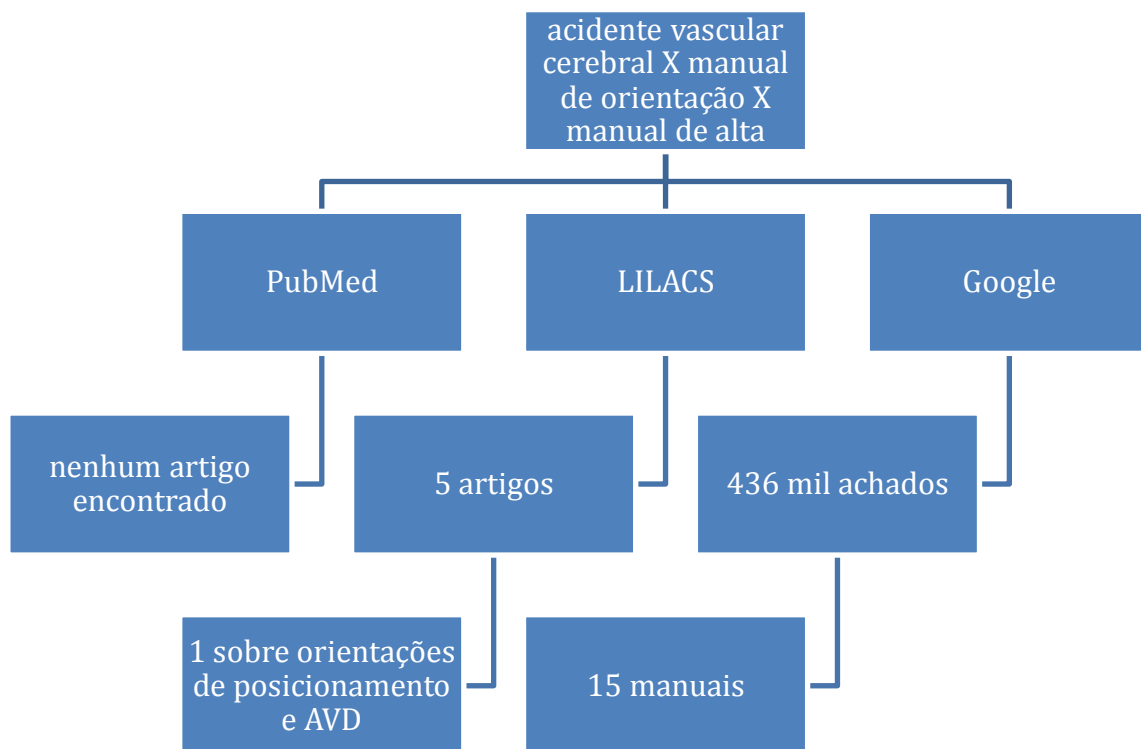 acidente vascular
cerebral X manual
de orientação X
manual de alta
PubMed
LILACS
Google
nenhum artigo
encontrado
5 artigos
436 mil achados
1 sobre orientações
de posicionamento
e AVD
15 manuais